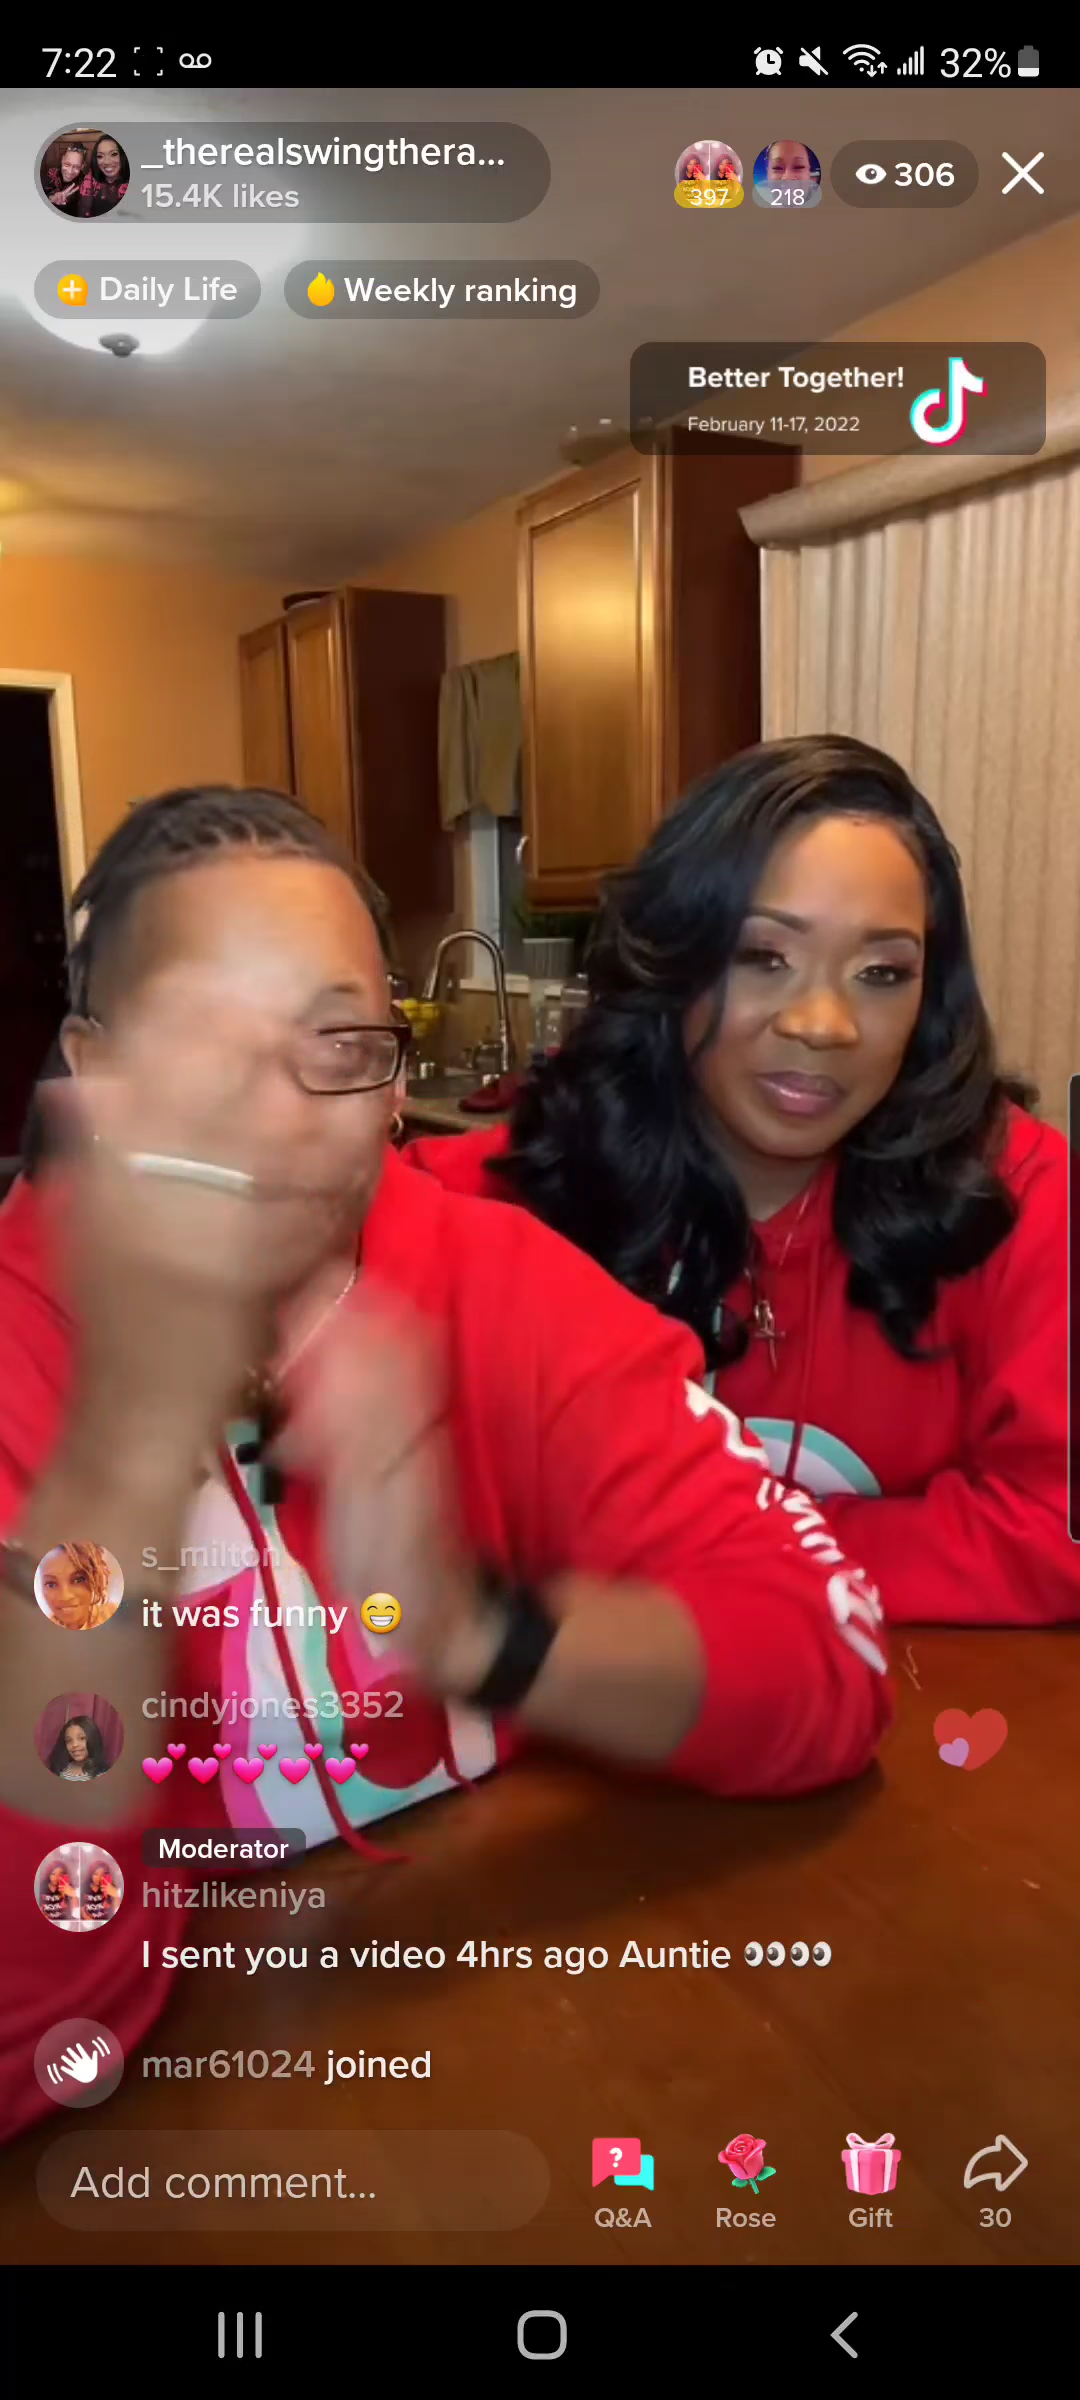 7:22
32%
_therealswingthera...
15.4K likes
397
218
306
Daily Life
Weekly ranking
Better Together!
February 11-17, 2022
s_milton
it was funny 😁
cindyjones3352
💕💕💕💕💕
Moderator
hitzlikeniya
I sent you a video 4hrs ago Auntie 👀👀
mar61024 joined
Add comment...
Q&A
Rose
Gift
30